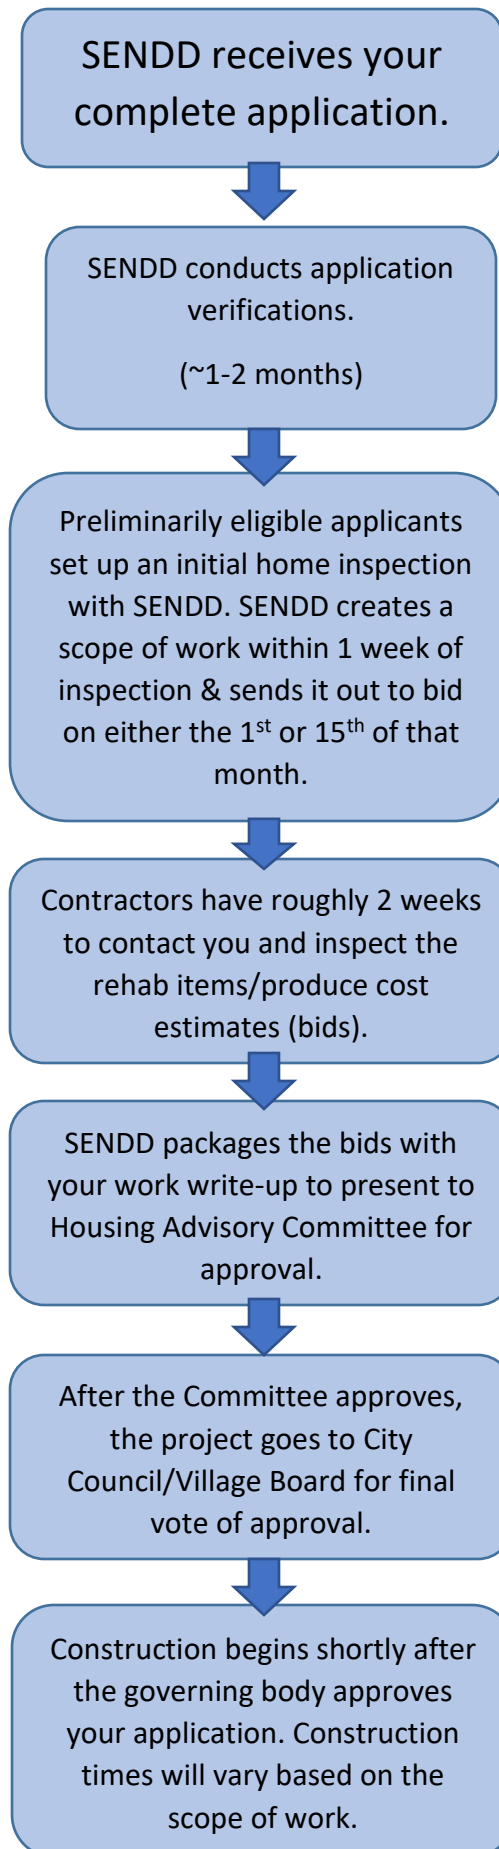 SENDD receives your
complete application.
SENDD conducts application
verifications.
(~1-2 months)
Preliminarily eligible applicants
set up an initial home inspection
with SENDD. SENDD creates a
scope of work within 1 week of
inspection & sends it out to bid
on either the 1st or 15th of that
month.
Contractors have roughly 2 weeks
to contact you and inspect the
rehab items/produce cost
estimates (bids).
SENDD packages the bids with
your work write-up to present to
Housing Advisory Committee for
approval.
After the Committee approves,
the project goes to City
Council/Village Board for final
vote of approval.
Construction begins shortly after
the governing body approves
your application. Construction
times will vary based on the
scope of work.